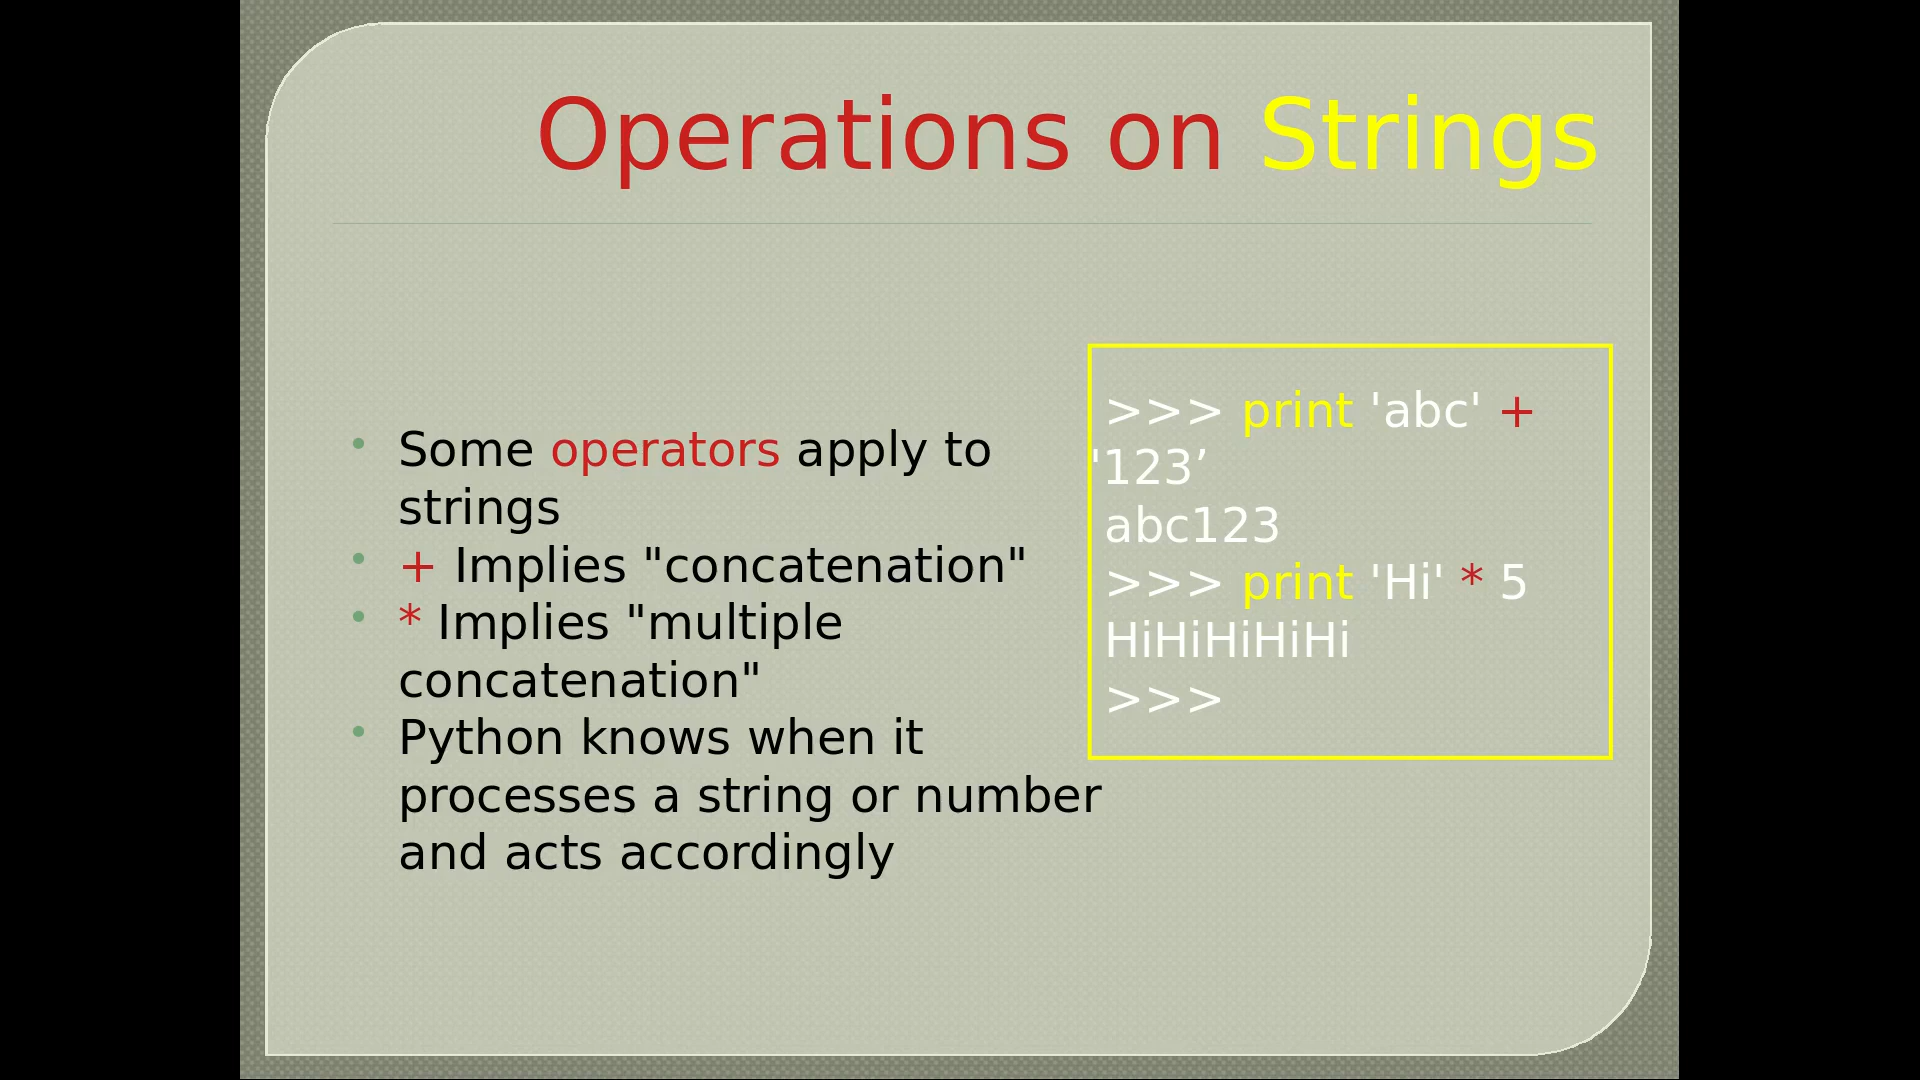 Operations on Strings
• Some operators apply to
strings
• + Implies "concatenation"
• * Implies "multiple
concatenation"
• Python knows when it
processes a string or number
and acts accordingly
>>> print 'abc' +
'123’
abc123
>>> print 'Hi' * 5
HiHiHiHiHi
>>>